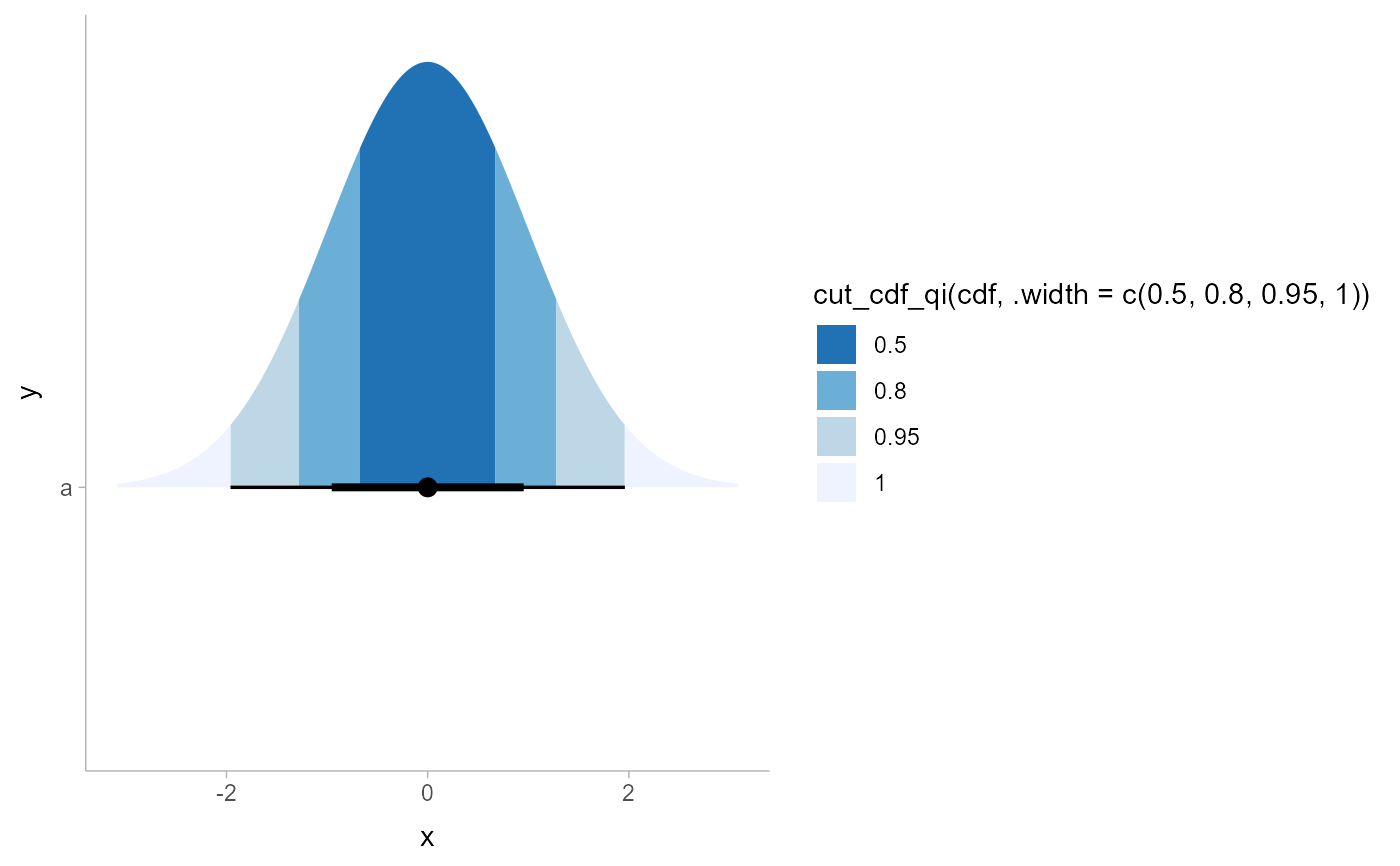 y
a
-2
0
2
x
cut_cdf_qi(cdf, .width = c(0.5, 0.8, 0.95, 1))
0.5
0.8
0.95
1